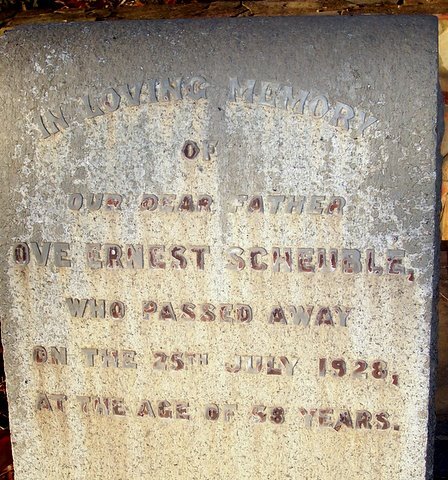 IN LOVING MEMORY
OF
OUR DEAR FATHER
OVE ERNEST SCHEUBLE,
WHO PASSED AWAY
ON THE 25TH JULY 1928,
AT THE AGE OF 58 YEARS.